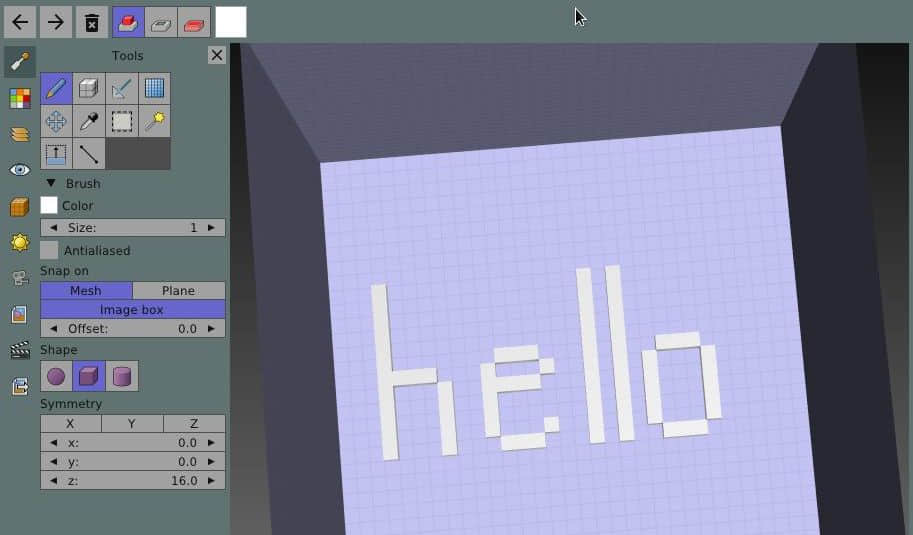 Tools
Brush
Color
Size: 1
Antialiased
Snap on
Mesh Plane
Image box
Offset: 0.0
Shape
Symmetry
X Y Z
x: 0.0
y: 0.0
z: 16.0
hello